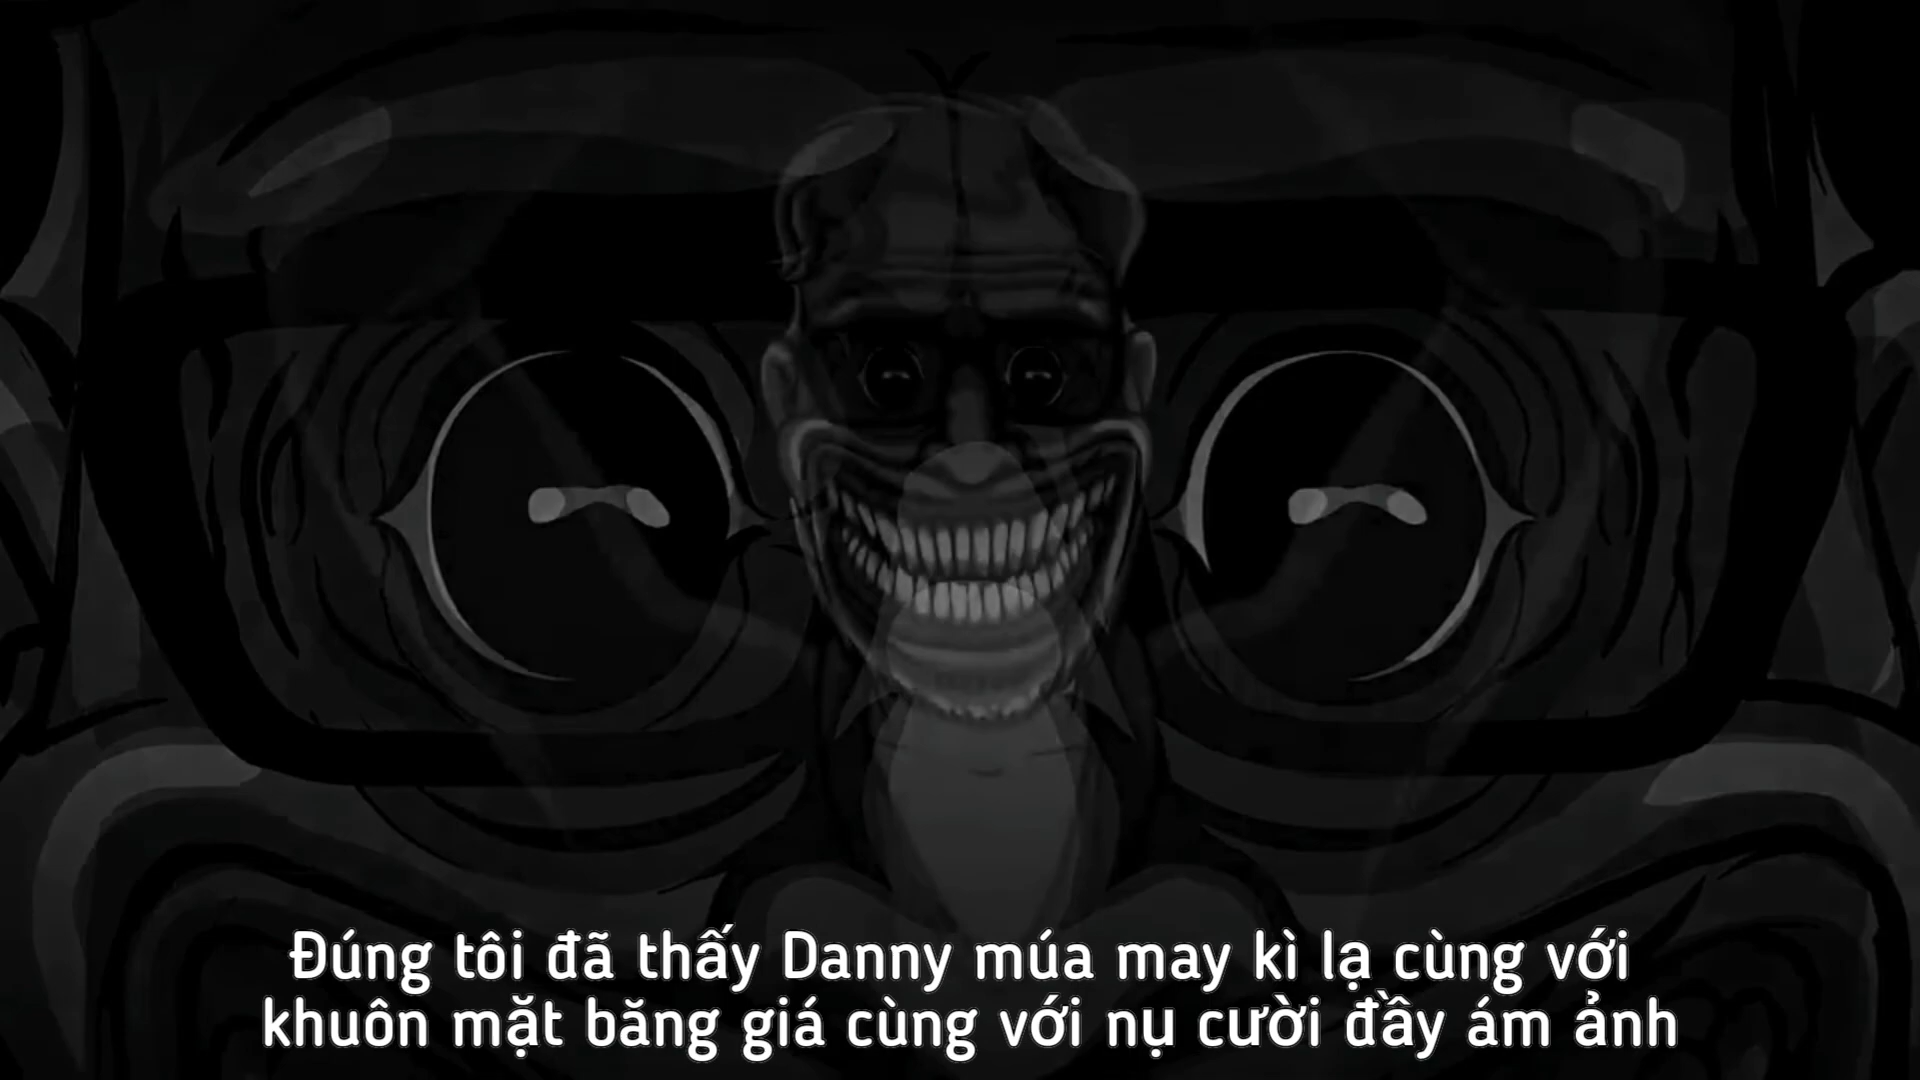 Đúng tôi đã thấy Danny múa may kì lạ cùng với
khuôn mặt băng giá cùng với nụ cười đầy ám ảnh